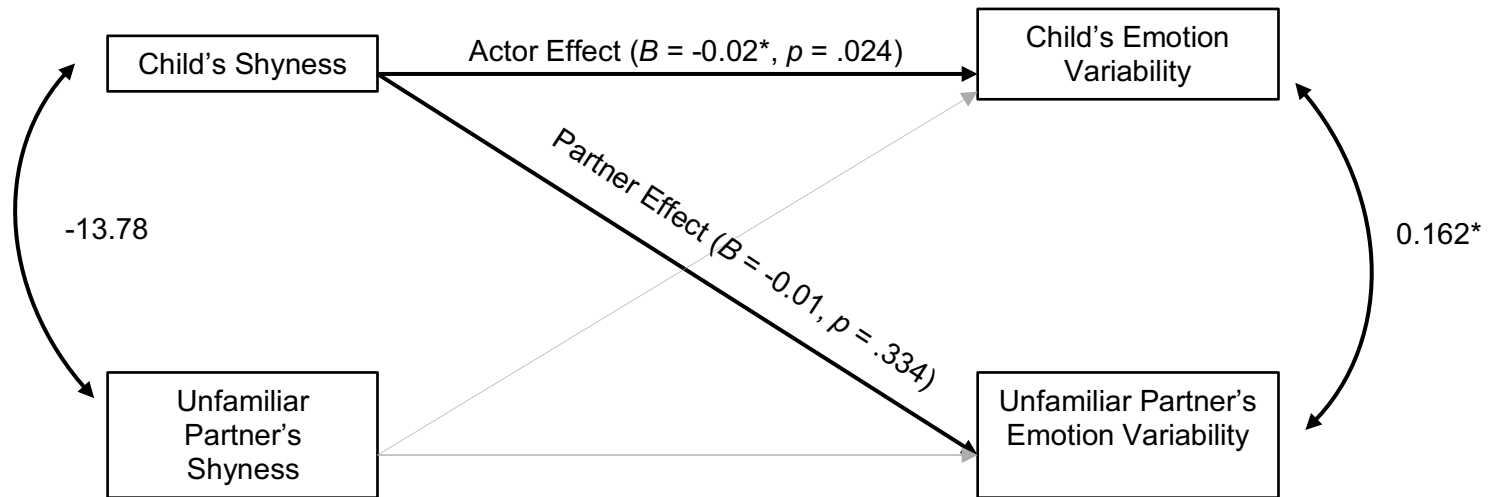 Child's Shyness
Actor Effect (B = -0.02*, p = .024)
Child's Emotion
Variability
Partner Effect (B = -0.01, p = .334)
-13.78
0.162*
Unfamiliar
Partner's
Shyness
Unfamiliar Partner's
Emotion Variability